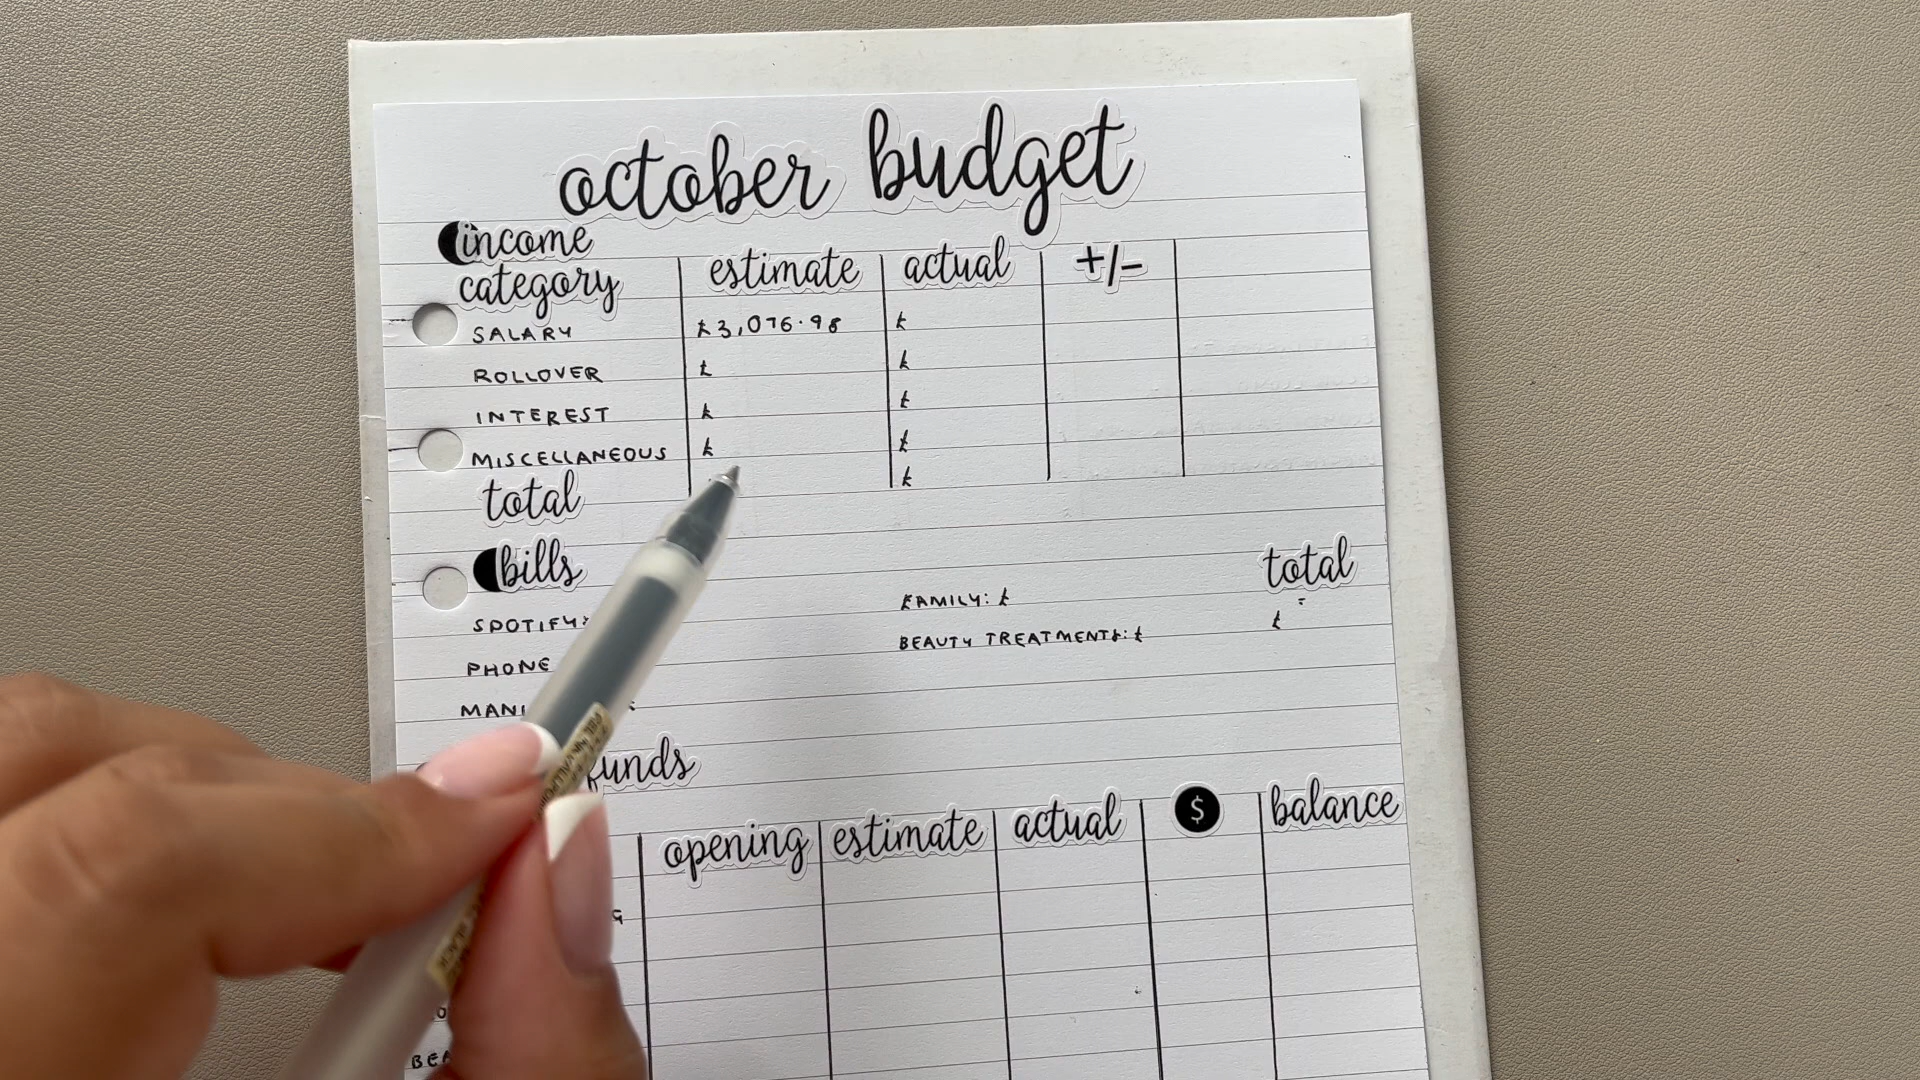 october budget
income
category estimate actual +/-
SALARY £3,076.98 £
ROLLOVER £ £
INTEREST £ £
MISCELLANEOUS £ £
total £
bills total
SPOTIFY: FAMILY: £ =
PHONE BEAUTY TREATMENTS: £ £
funds
opening estimate actual $ balance